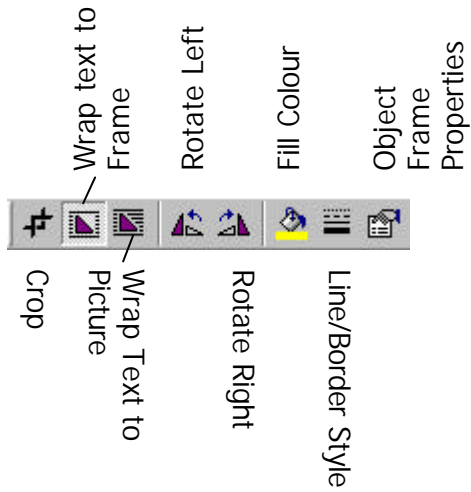 Wrap text to
Frame
Rotate Left
Fill Colour
Object
Frame
Properties
Crop
Wrap Text to
Picture
Rotate Right
Line/Border Style